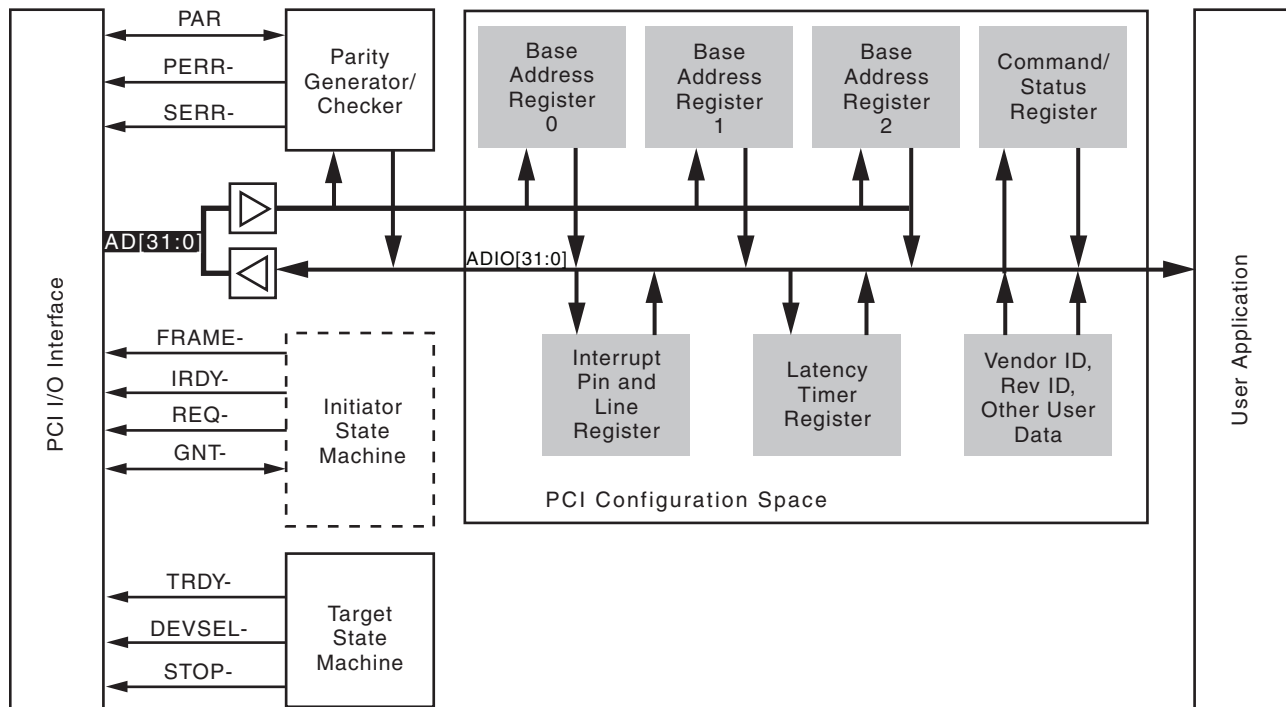 PAR
PERR-
SERR-
Parity
Generator/
Checker
Base
Address
Register
0
Base
Address
Register
1
Base
Address
Register
2
Command/
Status
Register
AD[31:0]
ADIO[31:0]
PCI I/O Interface
FRAME-
IRDY-
REQ-
GNT-
Initiator
State
Machine
Interrupt
Pin and
Line
Register
Latency
Timer
Register
Vendor ID,
Rev ID,
Other User
Data
PCI Configuration Space
User Application
TRDY-
DEVSEL-
STOP-
Target
State
Machine